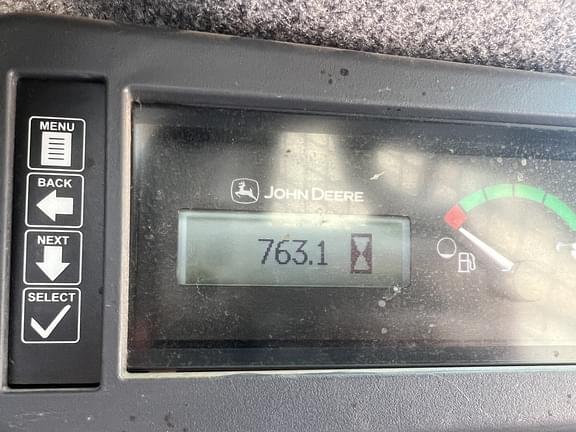 MENU
BACK
NEXT
SELECT
JOHN DEERE
763.1